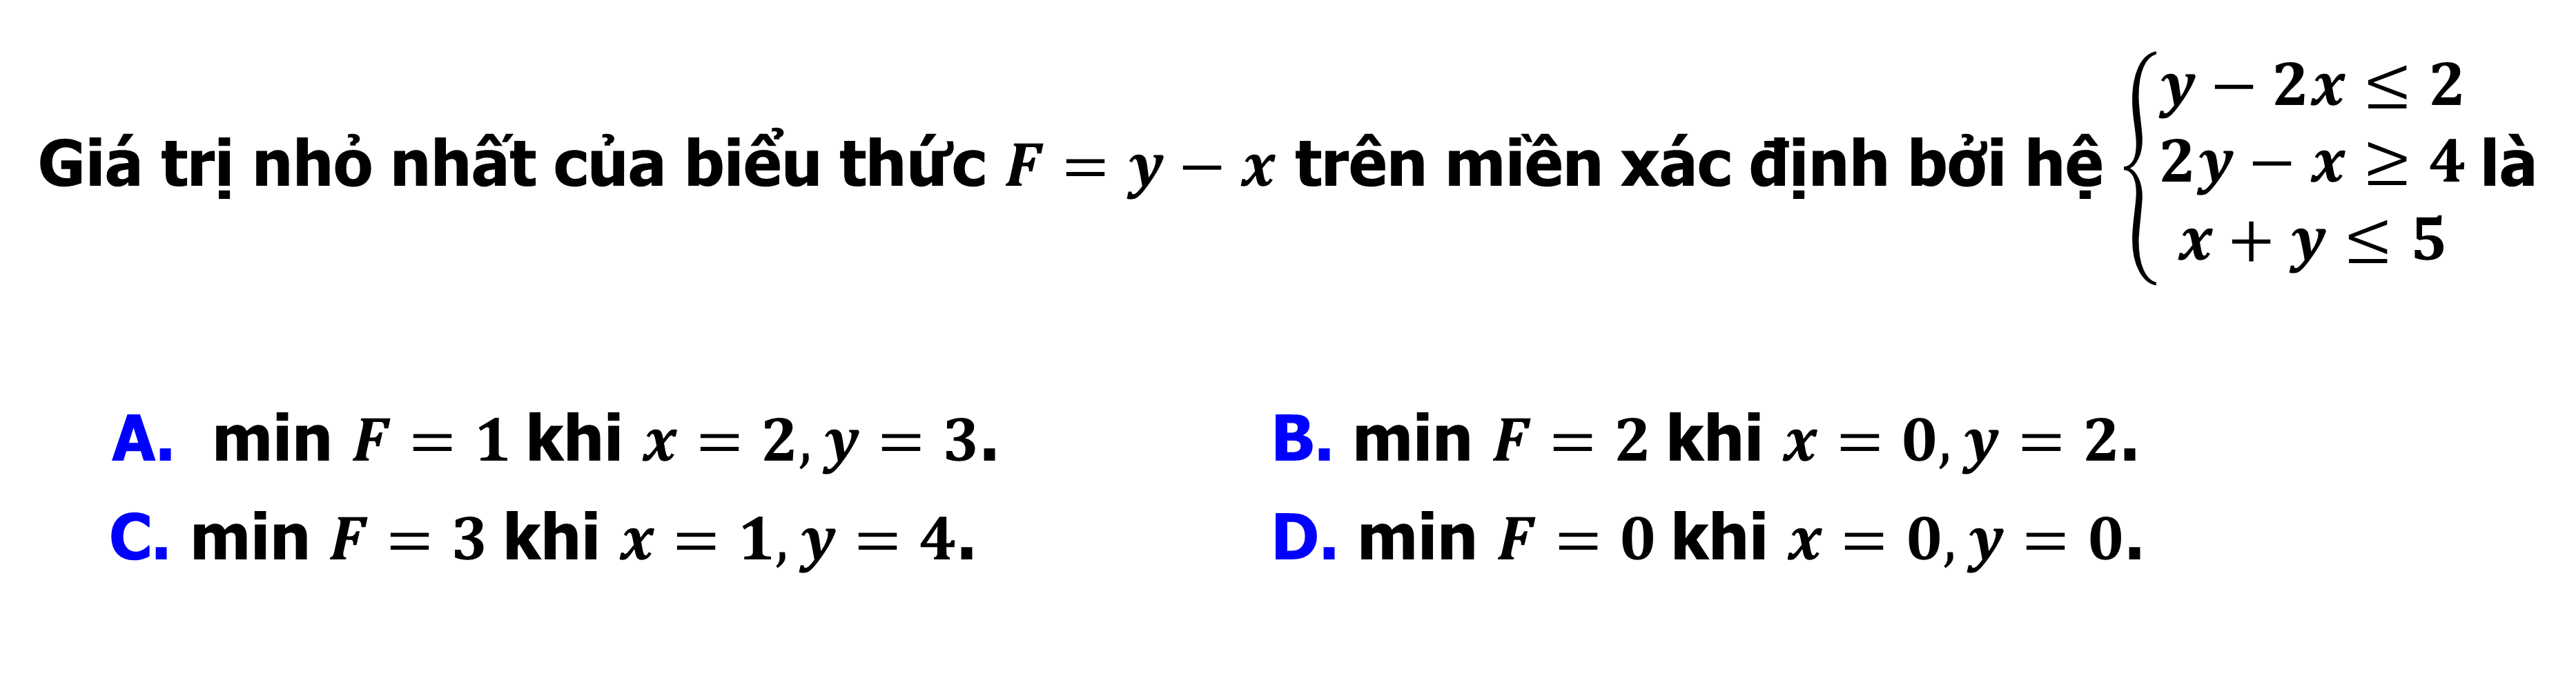 Giá trị nhỏ nhất của biểu thức F = y − x trên miền xác định bởi hệ { y − 2x ≤ 2
2y − x ≥ 4 là
x + y ≤ 5
A. min F = 1 khi x = 2, y = 3.
B. min F = 2 khi x = 0, y = 2.
C. min F = 3 khi x = 1, y = 4.
D. min F = 0 khi x = 0, y = 0.